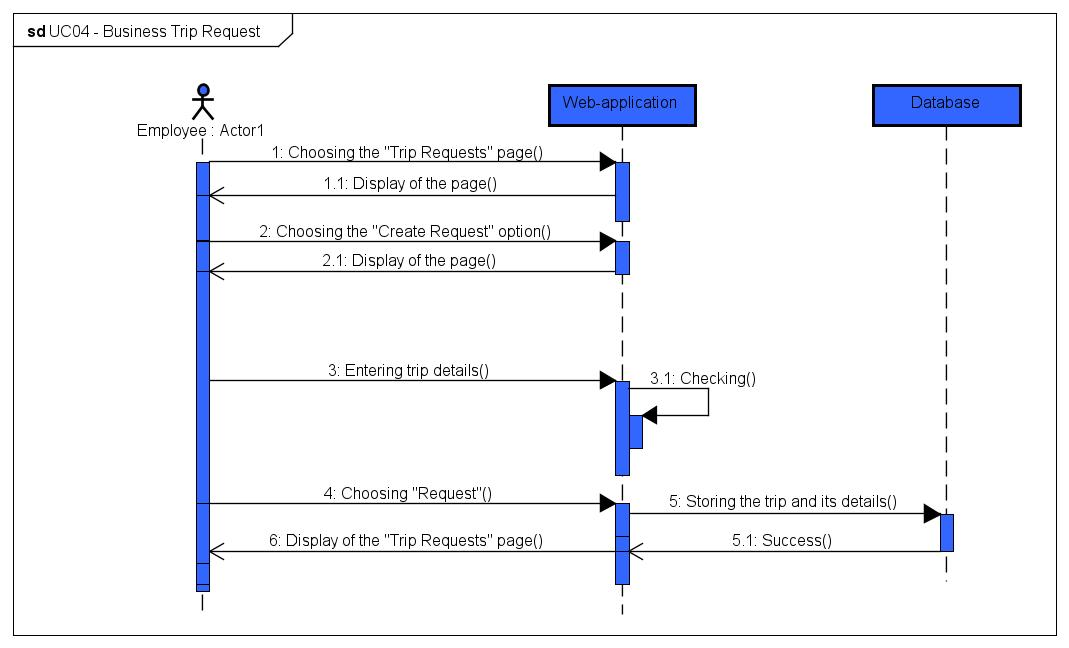 sd UC04 - Business Trip Request
Employee : Actor1
Web-application
Database
1: Choosing the "Trip Requests" page()
1.1: Display of the page()
2: Choosing the "Create Request" option()
2.1: Display of the page()
3: Entering trip details()
3.1: Checking()
4: Choosing "Request"()
5: Storing the trip and its details()
6: Display of the "Trip Requests" page()
5.1: Success()